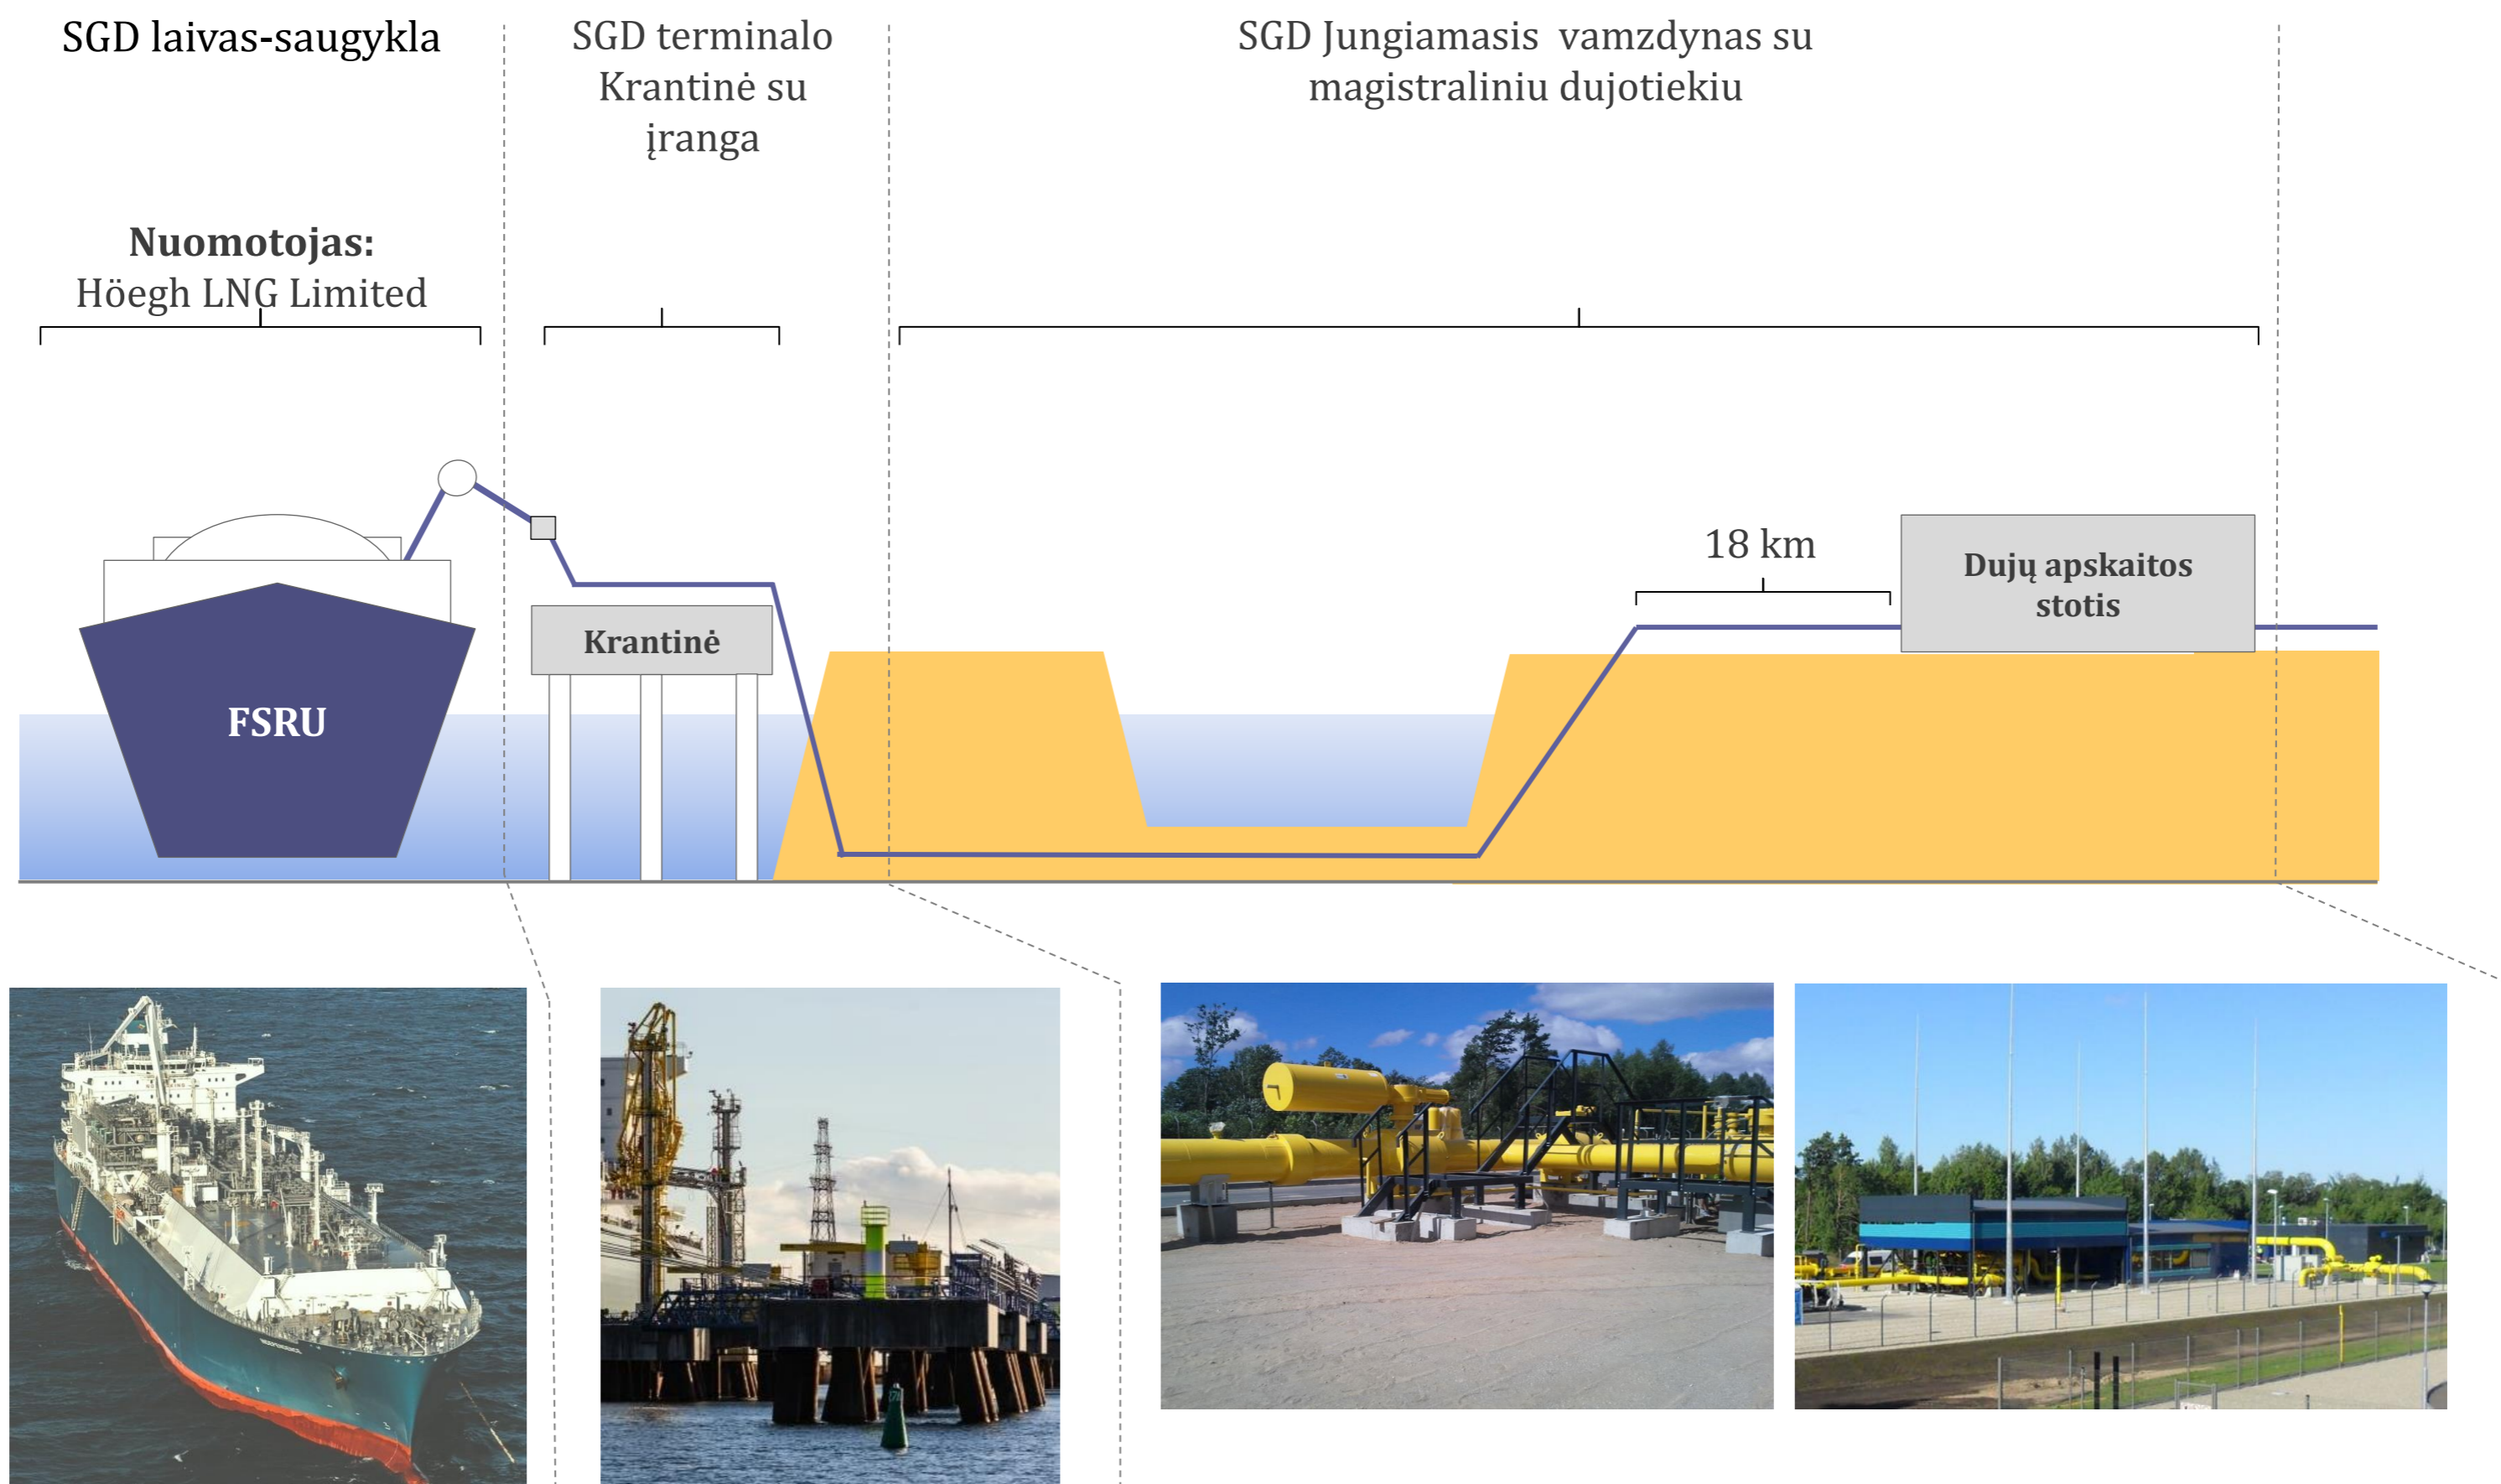 SGD laivas-saugykla
SGD terminalo
Krantinė su
įranga
SGD Jungiamasis vamzdynas su
magistraliniu dujotiekiu
Nuomotojas:
Höegh LNG Limited
18 km
Dujų apskaitos
stotis
Krantinė
FSRU